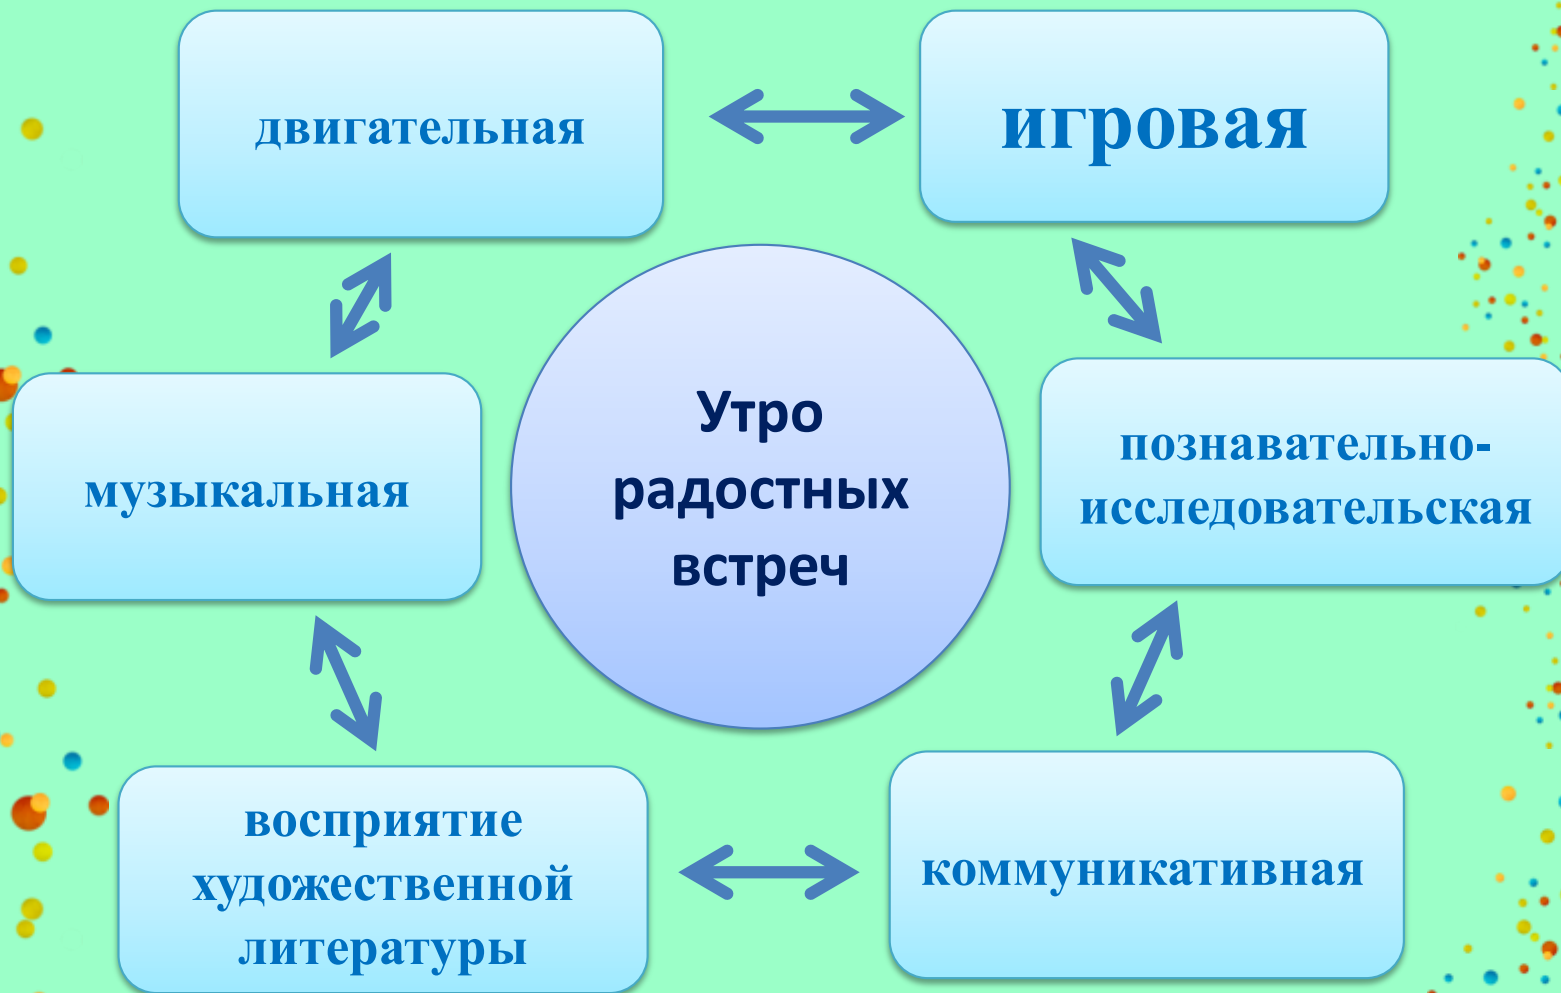 двигательная
игровая
Утро
радостных
встреч
музыкальная
познавательно-
исследовательская
восприятие
художественной
литературы
коммуникативная